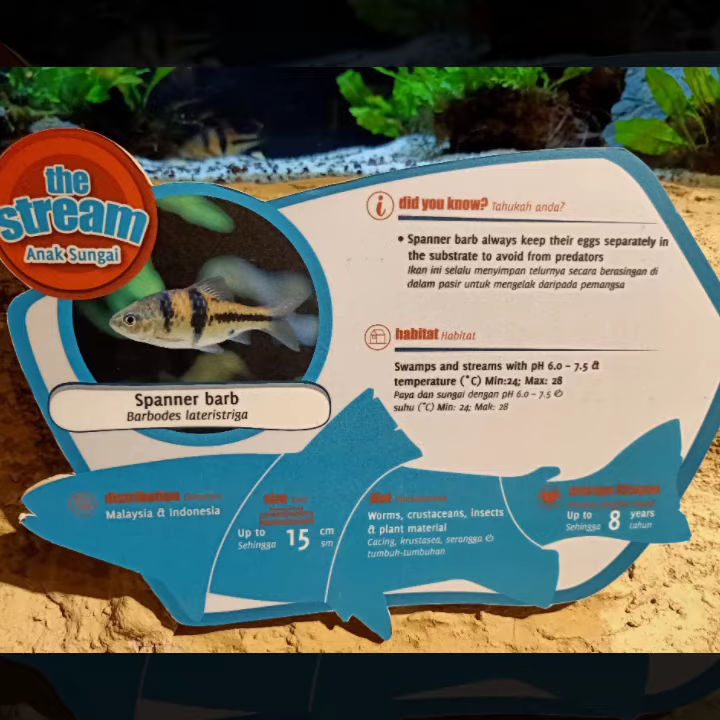 the
stream
Anak Sungai
Spanner barb
Barbodes lateristriga
did you know? Tahukah anda?
• Spanner barb always keep their eggs separately in
the substrate to avoid from predators
Ikan ini selalu menyimpan telurnya secara berasingan di
dalam pasir untuk mengelak daripada pemangsa
habitat Habitat
Swamps and streams with pH 6.0 - 7.5 &
temperature (°C) Min:24; Max: 28
Paya dan sungai dengan pH 6.0 - 7.5 &
suhu (°C) Min: 24; Mak: 28
distribution
Malaysia & Indonesia
size
Up to 15 cm
Sehingga sm
diet
Worms, crustaceans, insects
& plant material
Cacing, krustasea, serangga &
tumbuh-tumbuhan
Up to 8 years
Sehingga tahun